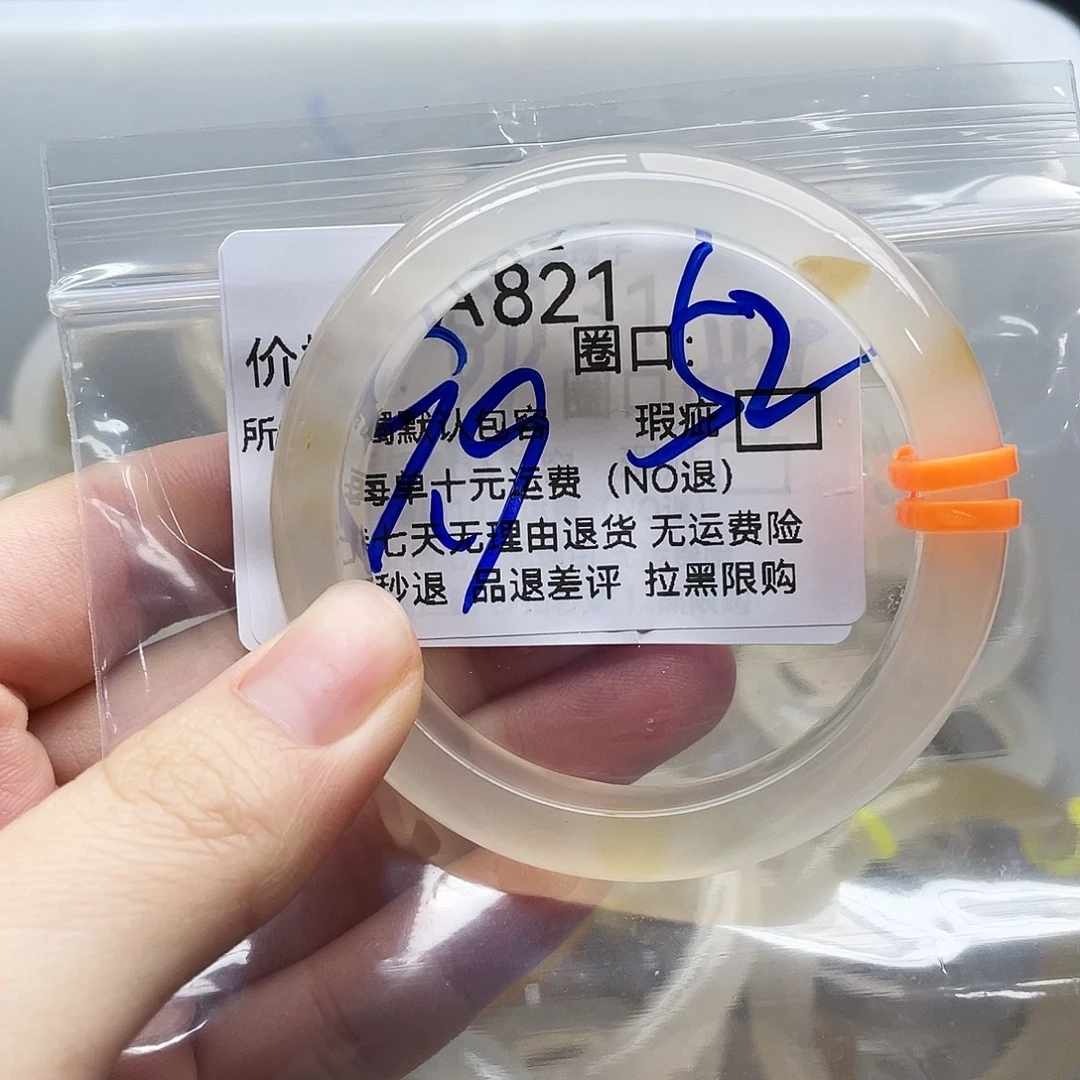 A821
价 圈口: 52
79
所 默认包容 瑕疵
每单十元运费（NO退）
七天无理由退货 无运费险
秒退 品退差评 拉黑限购